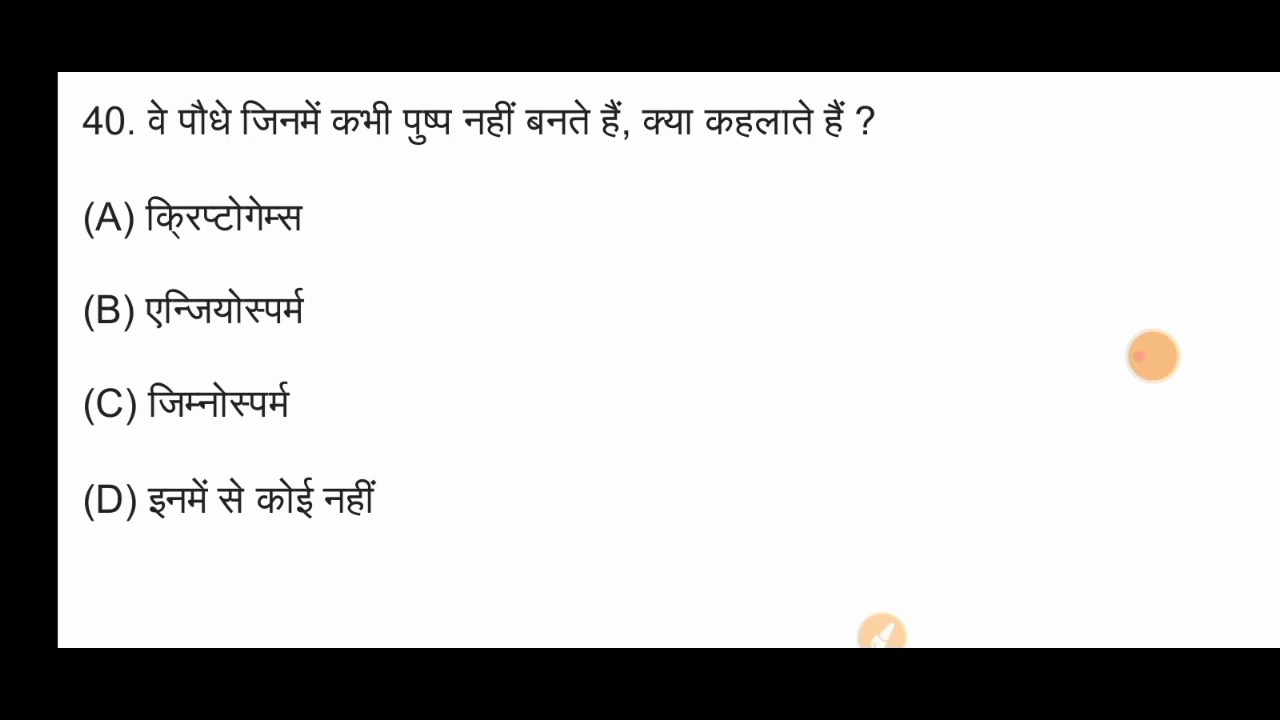 40. वे पौधे जिनमें कभी पुष्प नहीं बनते हैं, क्या कहलाते हैं ?
(A) क्रिप्टोगेम्स
(B) एन्जियोस्पर्म
(C) जिम्नोस्पर्म
(D) इनमें से कोई नहीं